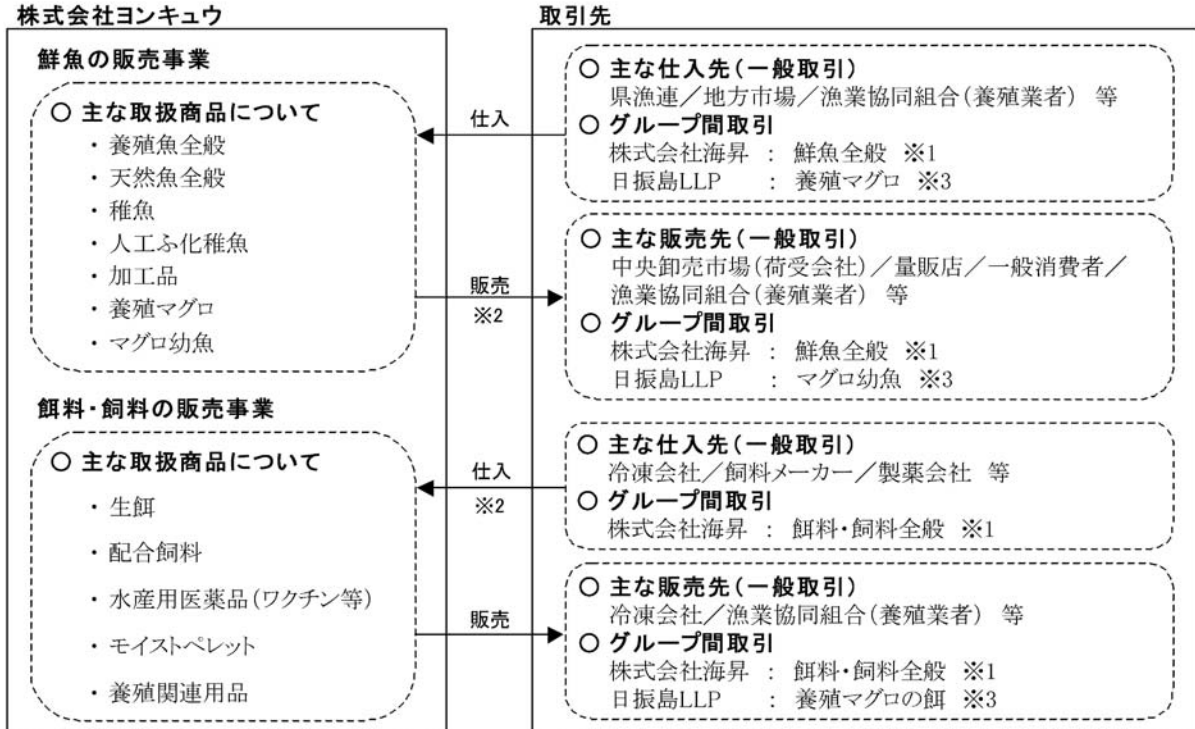 株式会社ヨンキュウ
鮮魚の販売事業
○ 主な取扱商品について
・ 養殖魚全般
・ 天然魚全般
・ 稚魚
・ 人工ふ化稚魚
・ 加工品
・ 養殖マグロ
・ マグロ幼魚
餌料・飼料の販売事業
○ 主な取扱商品について
・ 生餌
・ 配合飼料
・ 水産用医薬品(ワクチン等)
・ モイストペレット
・ 養殖関連用品
仕入
販売
※2
仕入
※2
販売
取引先
○ 主な仕入先(一般取引)
県漁連/地方市場/漁業協同組合(養殖業者) 等
○ グループ間取引
株式会社海昇 : 鮮魚全般 ※1
日振島LLP : 養殖マグロ ※3
○ 主な販売先(一般取引)
中央卸売市場(荷受会社)/量販店/一般消費者/
漁業協同組合(養殖業者) 等
○ グループ間取引
株式会社海昇 : 鮮魚全般 ※1
日振島LLP : マグロ幼魚 ※3
○ 主な仕入先(一般取引)
冷凍会社/飼料メーカー/製薬会社 等
○ グループ間取引
株式会社海昇 : 餌料・飼料全般 ※1
○ 主な販売先(一般取引)
冷凍会社/漁業協同組合(養殖業者) 等
○ グループ間取引
株式会社海昇 : 餌料・飼料全般 ※1
日振島LLP : 養殖マグロの餌 ※3